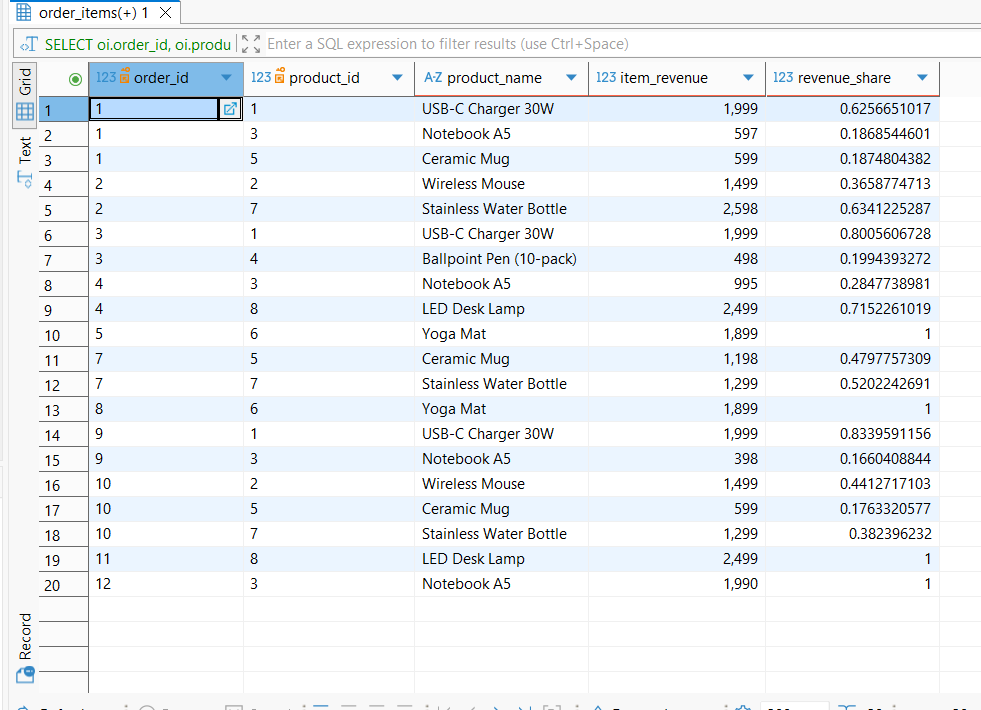 order_items(+) 1
SELECT oi.order_id, oi.produ Enter a SQL expression to filter results (use Ctrl+Space)
Grid
Text
Record
123 order_id 123 product_id A-Z product_name 123 item_revenue 123 revenue_share
1 1 1 USB-C Charger 30W 1,999 0.6256651017
2 1 3 Notebook A5 597 0.1868544601
3 1 5 Ceramic Mug 599 0.1874804382
4 2 2 Wireless Mouse 1,499 0.3658774713
5 2 7 Stainless Water Bottle 2,598 0.6341225287
6 3 1 USB-C Charger 30W 1,999 0.8005606728
7 3 4 Ballpoint Pen (10-pack) 498 0.1994393272
8 4 3 Notebook A5 995 0.2847738981
9 4 8 LED Desk Lamp 2,499 0.7152261019
10 5 6 Yoga Mat 1,899 1
11 7 5 Ceramic Mug 1,198 0.4797757309
12 7 7 Stainless Water Bottle 1,299 0.5202242691
13 8 6 Yoga Mat 1,899 1
14 9 1 USB-C Charger 30W 1,999 0.8339591156
15 9 3 Notebook A5 398 0.1660408844
16 10 2 Wireless Mouse 1,499 0.4412717103
17 10 5 Ceramic Mug 599 0.1763320577
18 10 7 Stainless Water Bottle 1,299 0.382396232
19 11 8 LED Desk Lamp 2,499 1
20 12 3 Notebook A5 1,990 1